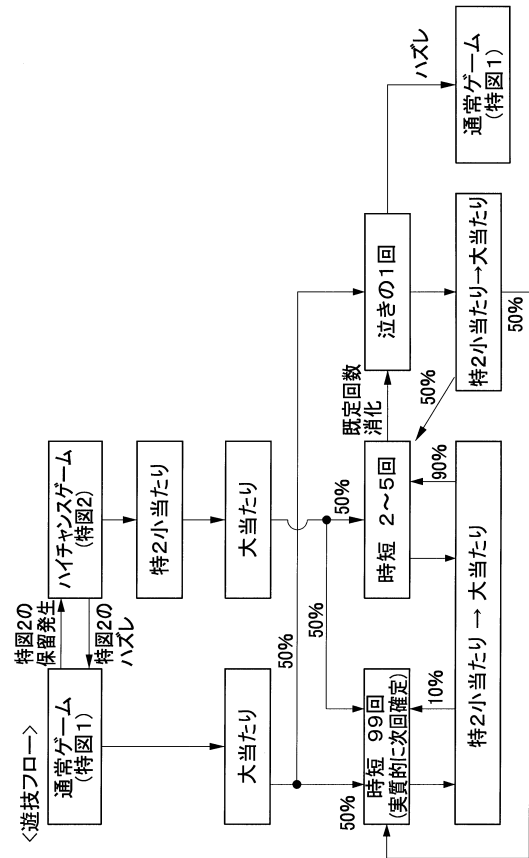 <遊技フロー>
通常ゲーム
(特図1)
特図2の
保留発生
特図2の
ハズレ
ハイチャンスゲーム
(特図2)
特2小当たり
大当たり
大当たり
50%
50%
50%
50%
時短 99回
(実質的に次回確定)
時短 2～5回
既定回数
消化
泣きの1回
ハズレ
通常ゲーム
(特図1)
10%
90%
50%
特2小当たり → 大当たり
特2小当たり→大当たり
50%